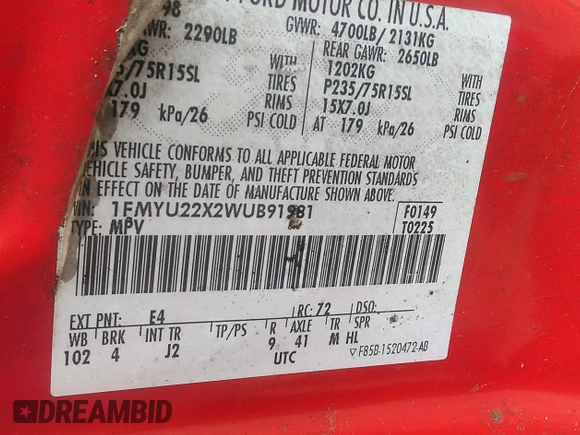 FORD MOTOR CO. IN U.S.A.
98 GVWR: 4700LB/ 2131KG
2290LB REAR GAWR: 2650LB
KG 1202KG
/75R15SL TIRES P235/75R15SL TIRES
X7.0J RIMS 15X7.0J RIMS
179 kPa/26 PSI COLD AT 179 kPa/26 PSI COLD
THIS VEHICLE CONFORMS TO ALL APPLICABLE FEDERAL MOTOR
VEHICLE SAFETY, BUMPER, AND THEFT PREVENTION STANDARDS
IN EFFECT ON THE DATE OF MANUFACTURE SHOWN ABOVE.
VIN: 1FMYU22X2WUB91981 F0149
TYPE: MPV T0225
EXT PNT: E4 RC: 72 DSO:
WB BRK INT TR TP/PS R AXLE TR SPR
102 4 J2 9 41 M HL
UTC F85B-1520472-AB
DREAMBID